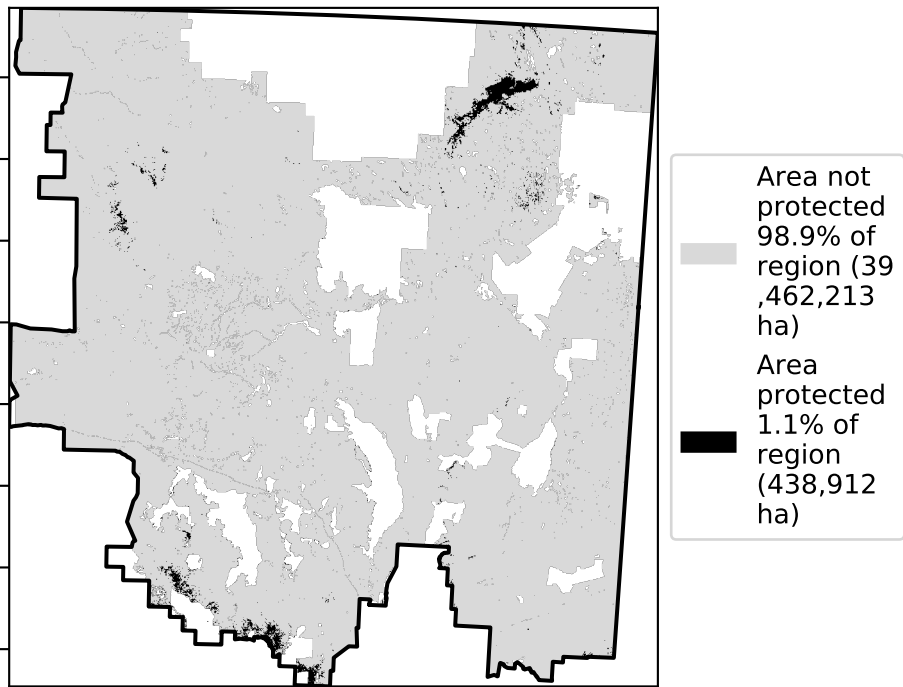 Area not
protected
98.9% of
region (39
,462,213
ha)
Area
protected
1.1% of
region
(438,912
ha)